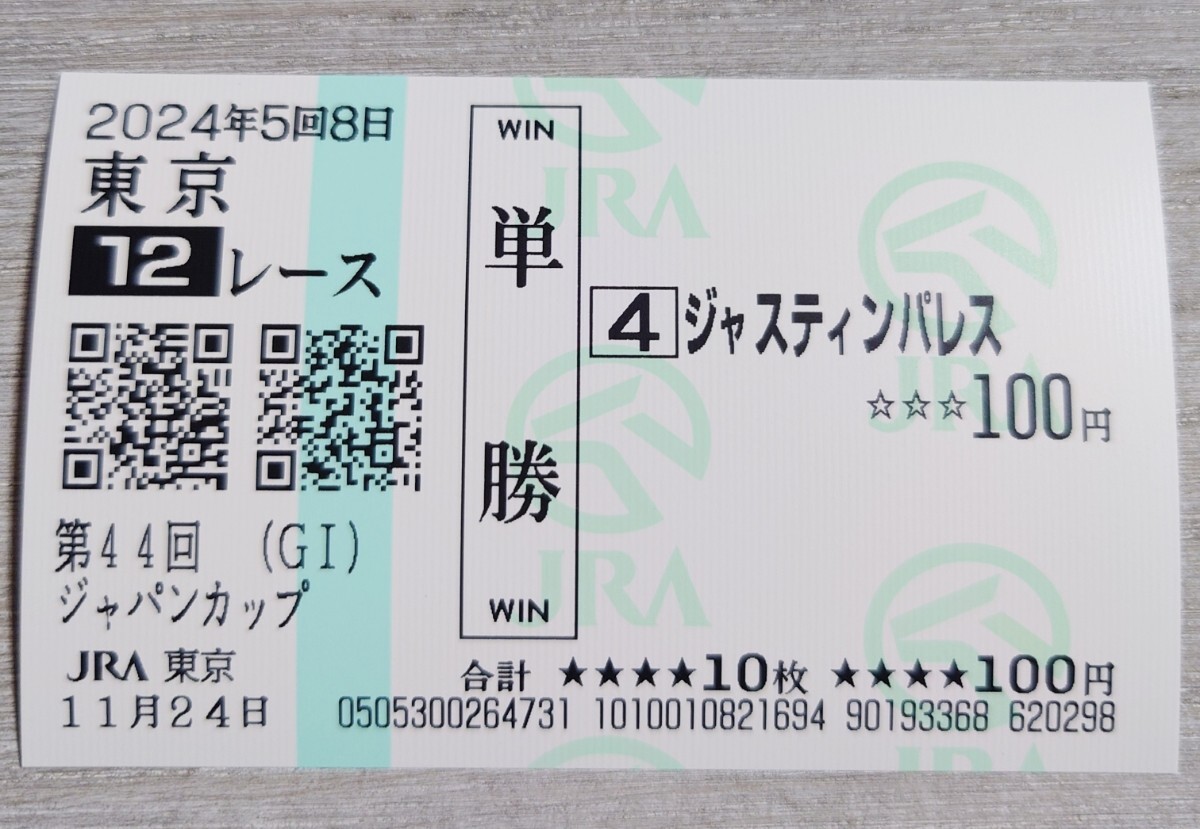 2024年5回8日
東京
12レース
第44回 (GI)
ジャパンカップ
JRA 東京
11月24日
WIN
単勝
WIN
4 ジャスティンパレス
☆☆☆100円
合計 ★★★★10枚 ★★★★100円
0505300264731 1010010821694 90193368 620298
JRA
JRA
JRA
JRA